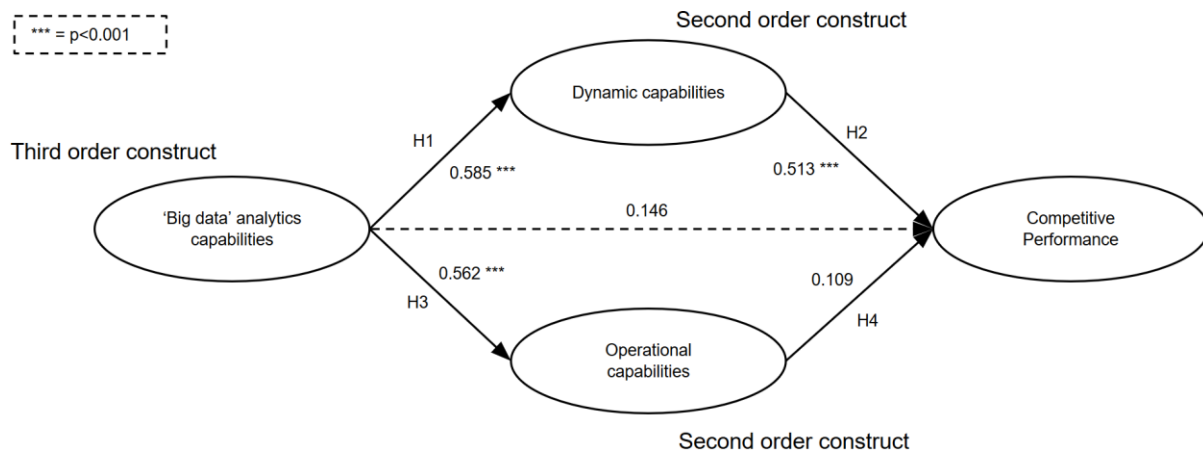 Second order construct
*** = p<0.001
Dynamic capabilities
H1
H2
Third order construct
0.585 ***
0.513 ***
‘Big data’ analytics
capabilities
0.146
Competitive
Performance
0.562 ***
0.109
H3
H4
Operational
capabilities
Second order construct